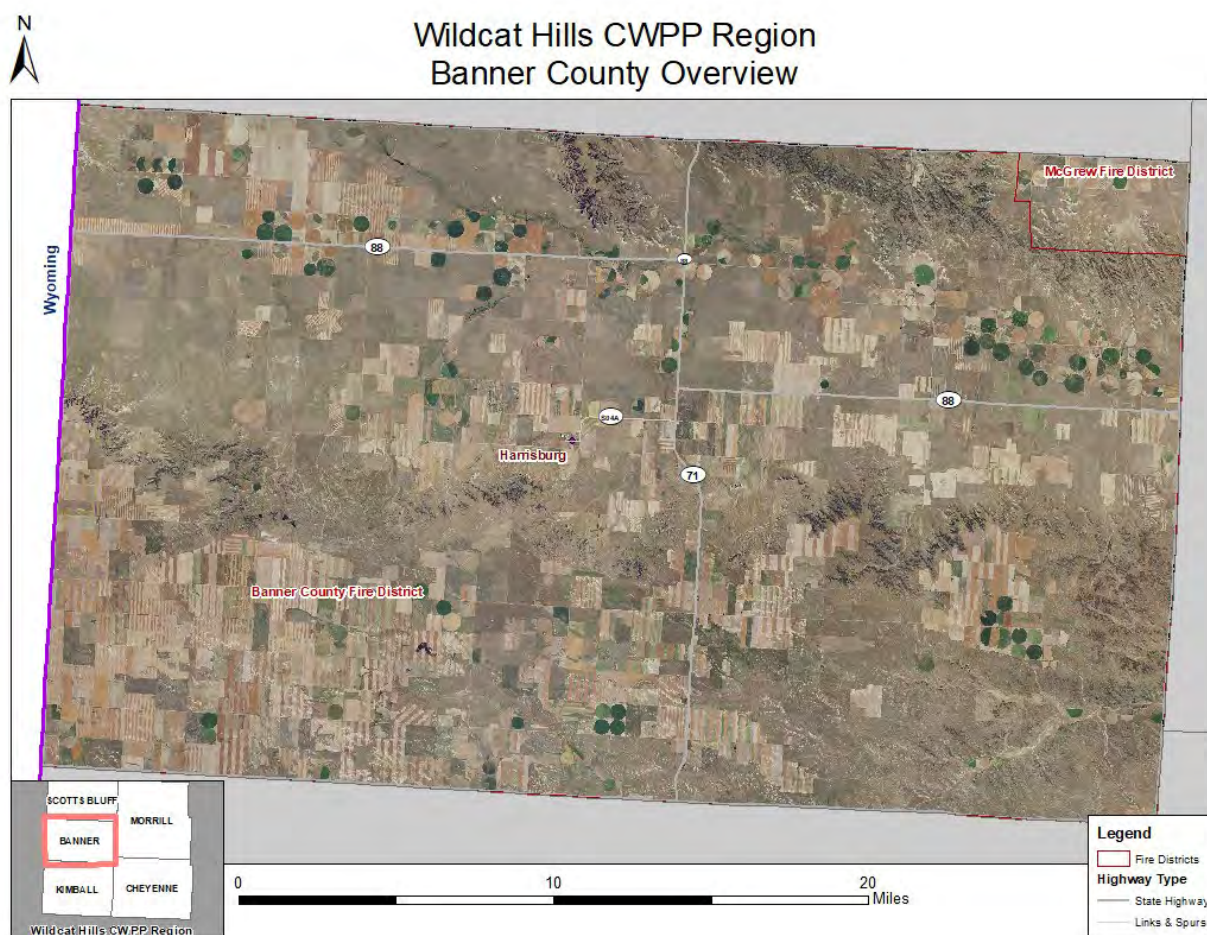 N
Wildcat Hills CWPP Region
Banner County Overview
McGrew Fire District
Wyoming
88
88
S04A
Harrisburg
71
Banner County Fire District
SCOTTS BLUFF
MORRILL
BANNER
KIMBALL
CHEYENNE
Wildcat Hills CWPP Region
0
10
20
Miles
Legend
Fire Districts
Highway Type
State Highway
Links & Spurs